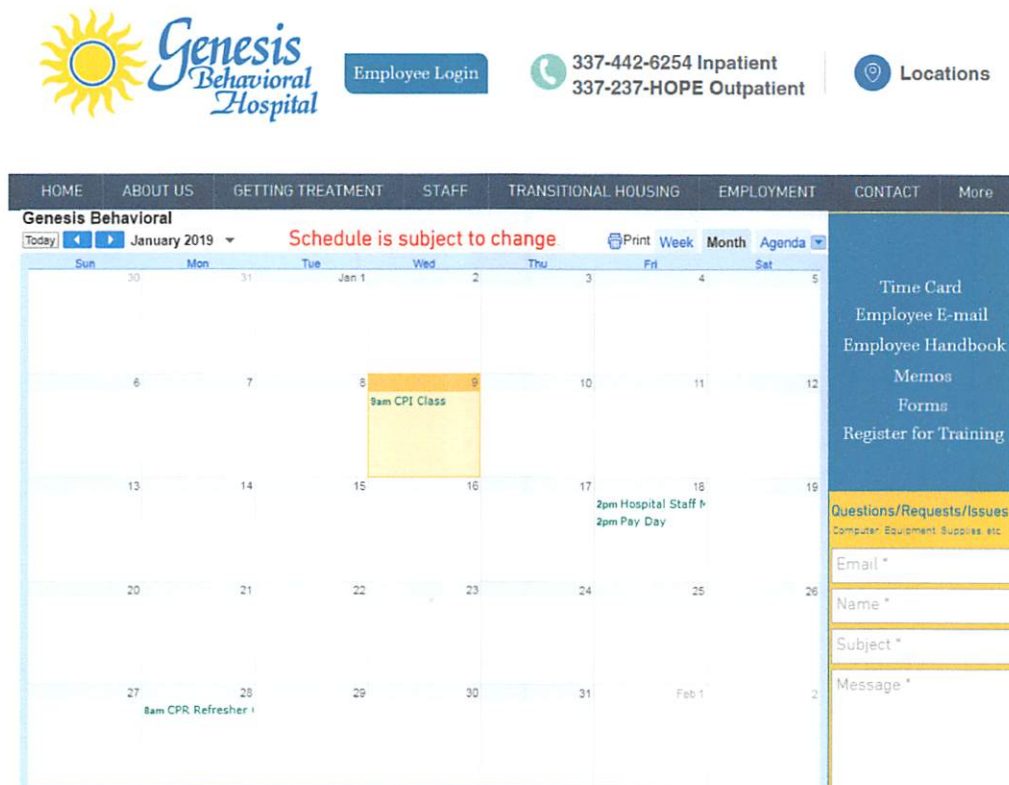 Genesis
Behavioral
Hospital
Employee Login
337-442-6254 Inpatient
337-237-HOPE Outpatient
Locations
HOME ABOUT US GETTING TREATMENT STAFF TRANSITIONAL HOUSING EMPLOYMENT CONTACT More
Genesis Behavioral
Today January 2019 Schedule is subject to change Print Week Month Agenda
Sun Mon Tue Wed Thu Fri Sat
30 31 Jan 1 2 3 4 5
6 7 8 9 10 11 12
9am CPI Class
13 14 15 16 17 18 19
2pm Hospital Staff M
2pm Pay Day
20 21 22 23 24 25 26
27 28 29 30 31 Feb 1 2
8am CPR Refresher
Time Card
Employee E-mail
Employee Handbook
Memos
Forms
Register for Training
Questions/Requests/Issues
Computer Equipment Supplies etc.
Email *
Name *
Subject *
Message *